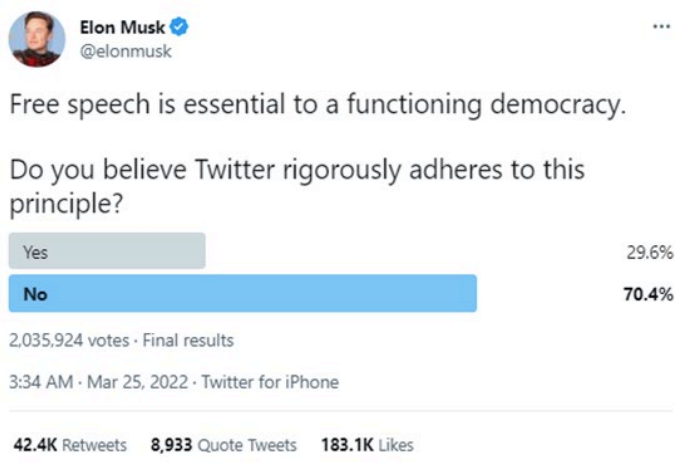 Elon Musk
@elonmusk
Free speech is essential to a functioning democracy.
Do you believe Twitter rigorously adheres to this
principle?
Yes 29.6%
No 70.4%
2,035,924 votes · Final results
3:34 AM · Mar 25, 2022 · Twitter for iPhone
42.4K Retweets 8,933 Quote Tweets 183.1K Likes